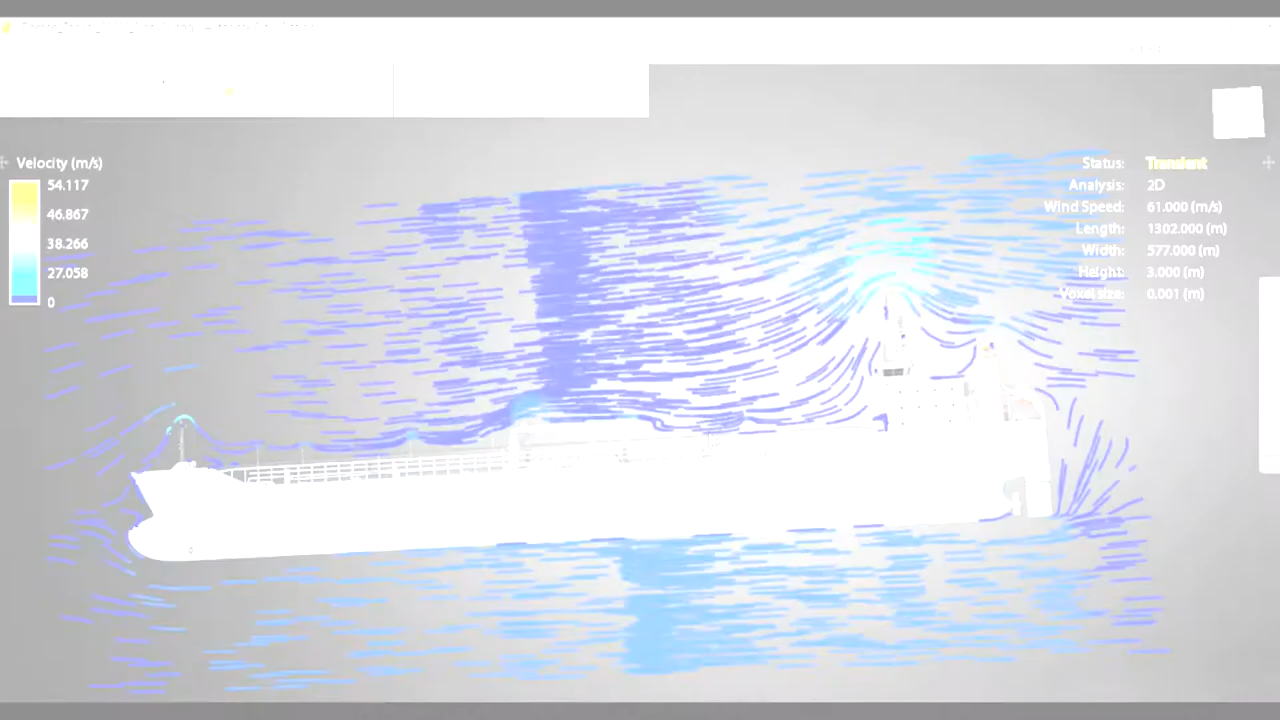 Velocity (m/s)
54.117
46.867
38.266
27.058
0
Status: Transient
Analysis: 2D
Wind Speed: 61.000 (m/s)
Length: 1302.000 (m)
Width: 577.000 (m)
Height: 3.000 (m)
Voxel size: 0.001 (m)